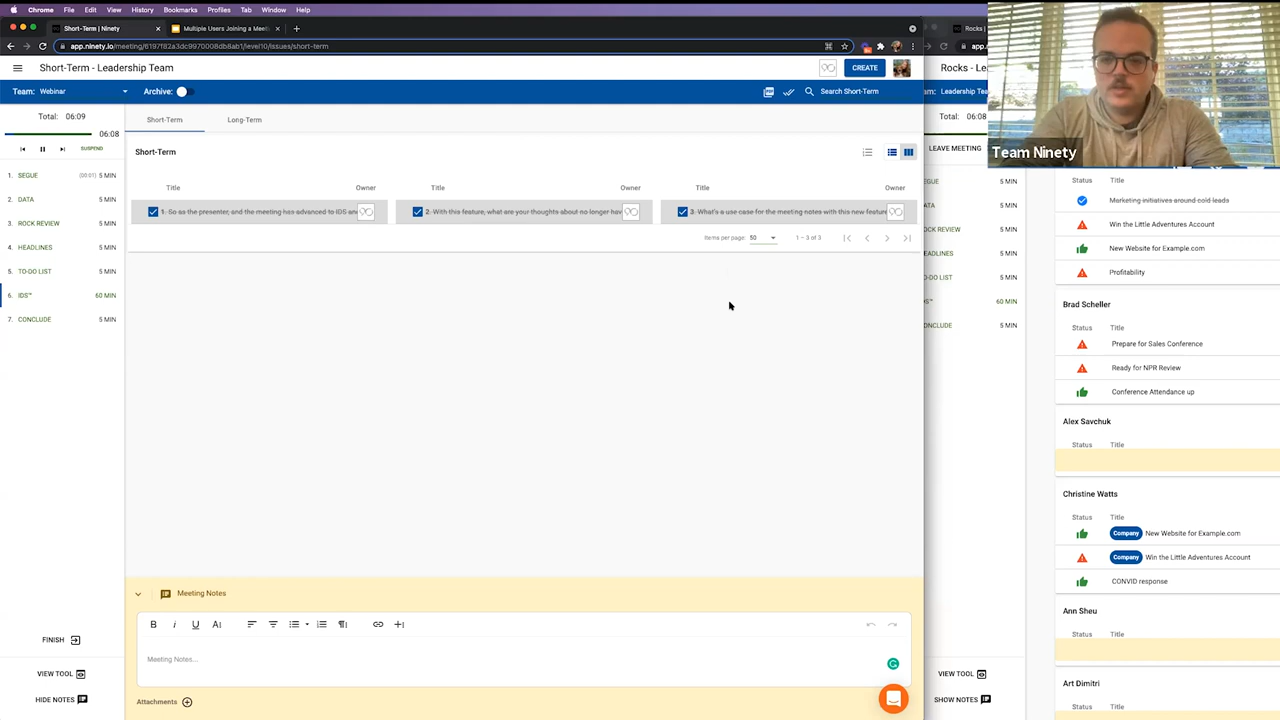 Chrome File Edit View History Bookmarks Profiles Tab Window Help
Short-Term | Ninety
Multiple Users Joining a Mee
Rocks - L
app.ninety.io/meeting/6197f82a3dc9970008db8ab1/level10/issues/short-term
app.ninety.io
Short-Term - Leadership Team
CREATE
Rocks - Le
Team: Webinar
Archive:
Search Short-Term
Leadership Tea
Team Ninety
Total: 06:09
06:08
SUSPEND
Short-Term
Long-Term
Short-Term
Title Owner Title Owner Title Owner
1. So as the presenter, and the meeting has advanced to IDS an
2. With this feature, what are your thoughts about no longer hav
3. What's a use case for the meeting notes with this new feature
Items per page: 50 1 – 3 of 3
1. SEGUE (00:01) 5 MIN
2. DATA 5 MIN
3. ROCK REVIEW 5 MIN
4. HEADLINES 5 MIN
5. TO-DO LIST 5 MIN
6. IDS™ 60 MIN
7. CONCLUDE 5 MIN
FINISH
VIEW TOOL
HIDE NOTES
Meeting Notes
Meeting Notes...
Attachments
Total: 06:08
LEAVE MEETING
EGUE 5 MIN
ATA 5 MIN
OCK REVIEW 5 MIN
EADLINES 5 MIN
O-DO LIST 5 MIN
DS™ 60 MIN
ONCLUDE 5 MIN
VIEW TOOL
SHOW NOTES
Status Title
Marketing initiatives around cold leads
Win the Little Adventures Account
New Website for Example.com
Profitability
Brad Scheller
Status Title
Prepare for Sales Conference
Ready for NPR Review
Conference Attendance up
Alex Savchuk
Status Title
Christine Watts
Status Title
Company New Website for Example.com
Company Win the Little Adventures Account
CONVID response
Ann Sheu
Status Title
Art Dimitri
Status Title